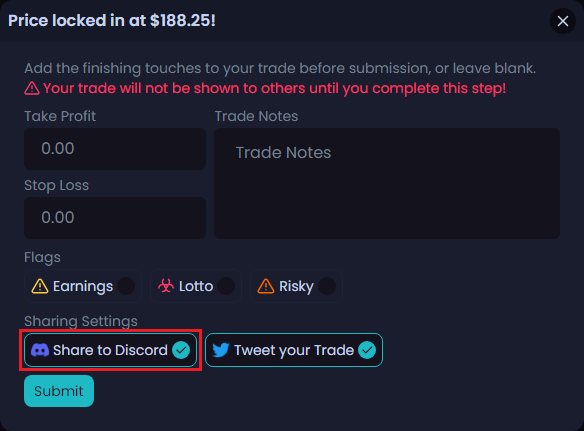 Price locked in at $188.25!
Add the finishing touches to your trade before submission, or leave blank.
Your trade will not be shown to others until you complete this step!
Take Profit
Trade Notes
0.00
Trade Notes
Stop Loss
0.00
Flags
Earnings
Lotto
Risky
Sharing Settings
Share to Discord
Tweet your Trade
Submit